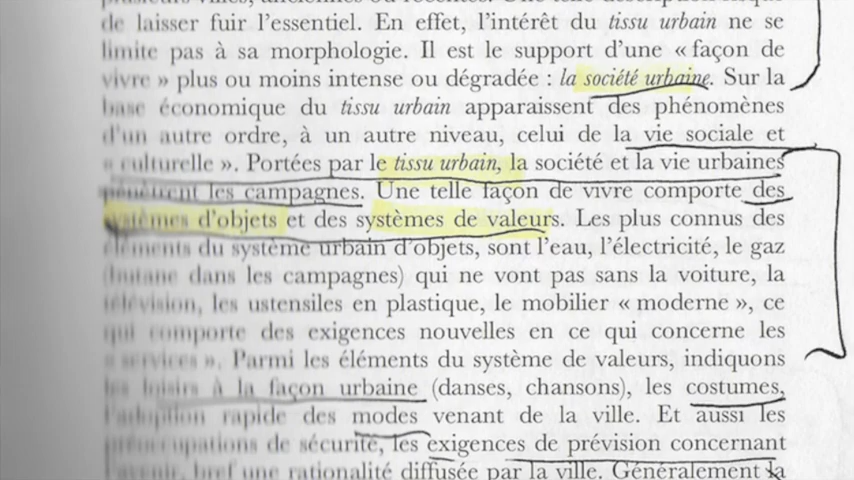 de laisser fuir l'essentiel. En effet, l'intérêt du tissu urbain ne se
limite pas à sa morphologie. Il est le support d'une « façon de
vivre » plus ou moins intense ou dégradée : la société urbaine. Sur la
base économique du tissu urbain apparaissent des phénomènes
d'un autre ordre, à un autre niveau, celui de la vie sociale et
« culturelle ». Portées par le tissu urbain, la société et la vie urbaines
pénètrent les campagnes. Une telle façon de vivre comporte des
systèmes d'objets et des systèmes de valeurs. Les plus connus des
éléments du système urbain d'objets, sont l'eau, l'électricité, le gaz
(butane dans les campagnes) qui ne vont pas sans la voiture, la
télévision, les ustensiles en plastique, le mobilier « moderne », ce
qui comporte des exigences nouvelles en ce qui concerne les
« services ». Parmi les éléments du système de valeurs, indiquons
les loisirs à la façon urbaine (danses, chansons), les costumes,
l'adoption rapide des modes venant de la ville. Et aussi les
préoccupations de sécurité, les exigences de prévision concernant
l'avenir, bref une rationalité diffusée par la ville. Généralement la